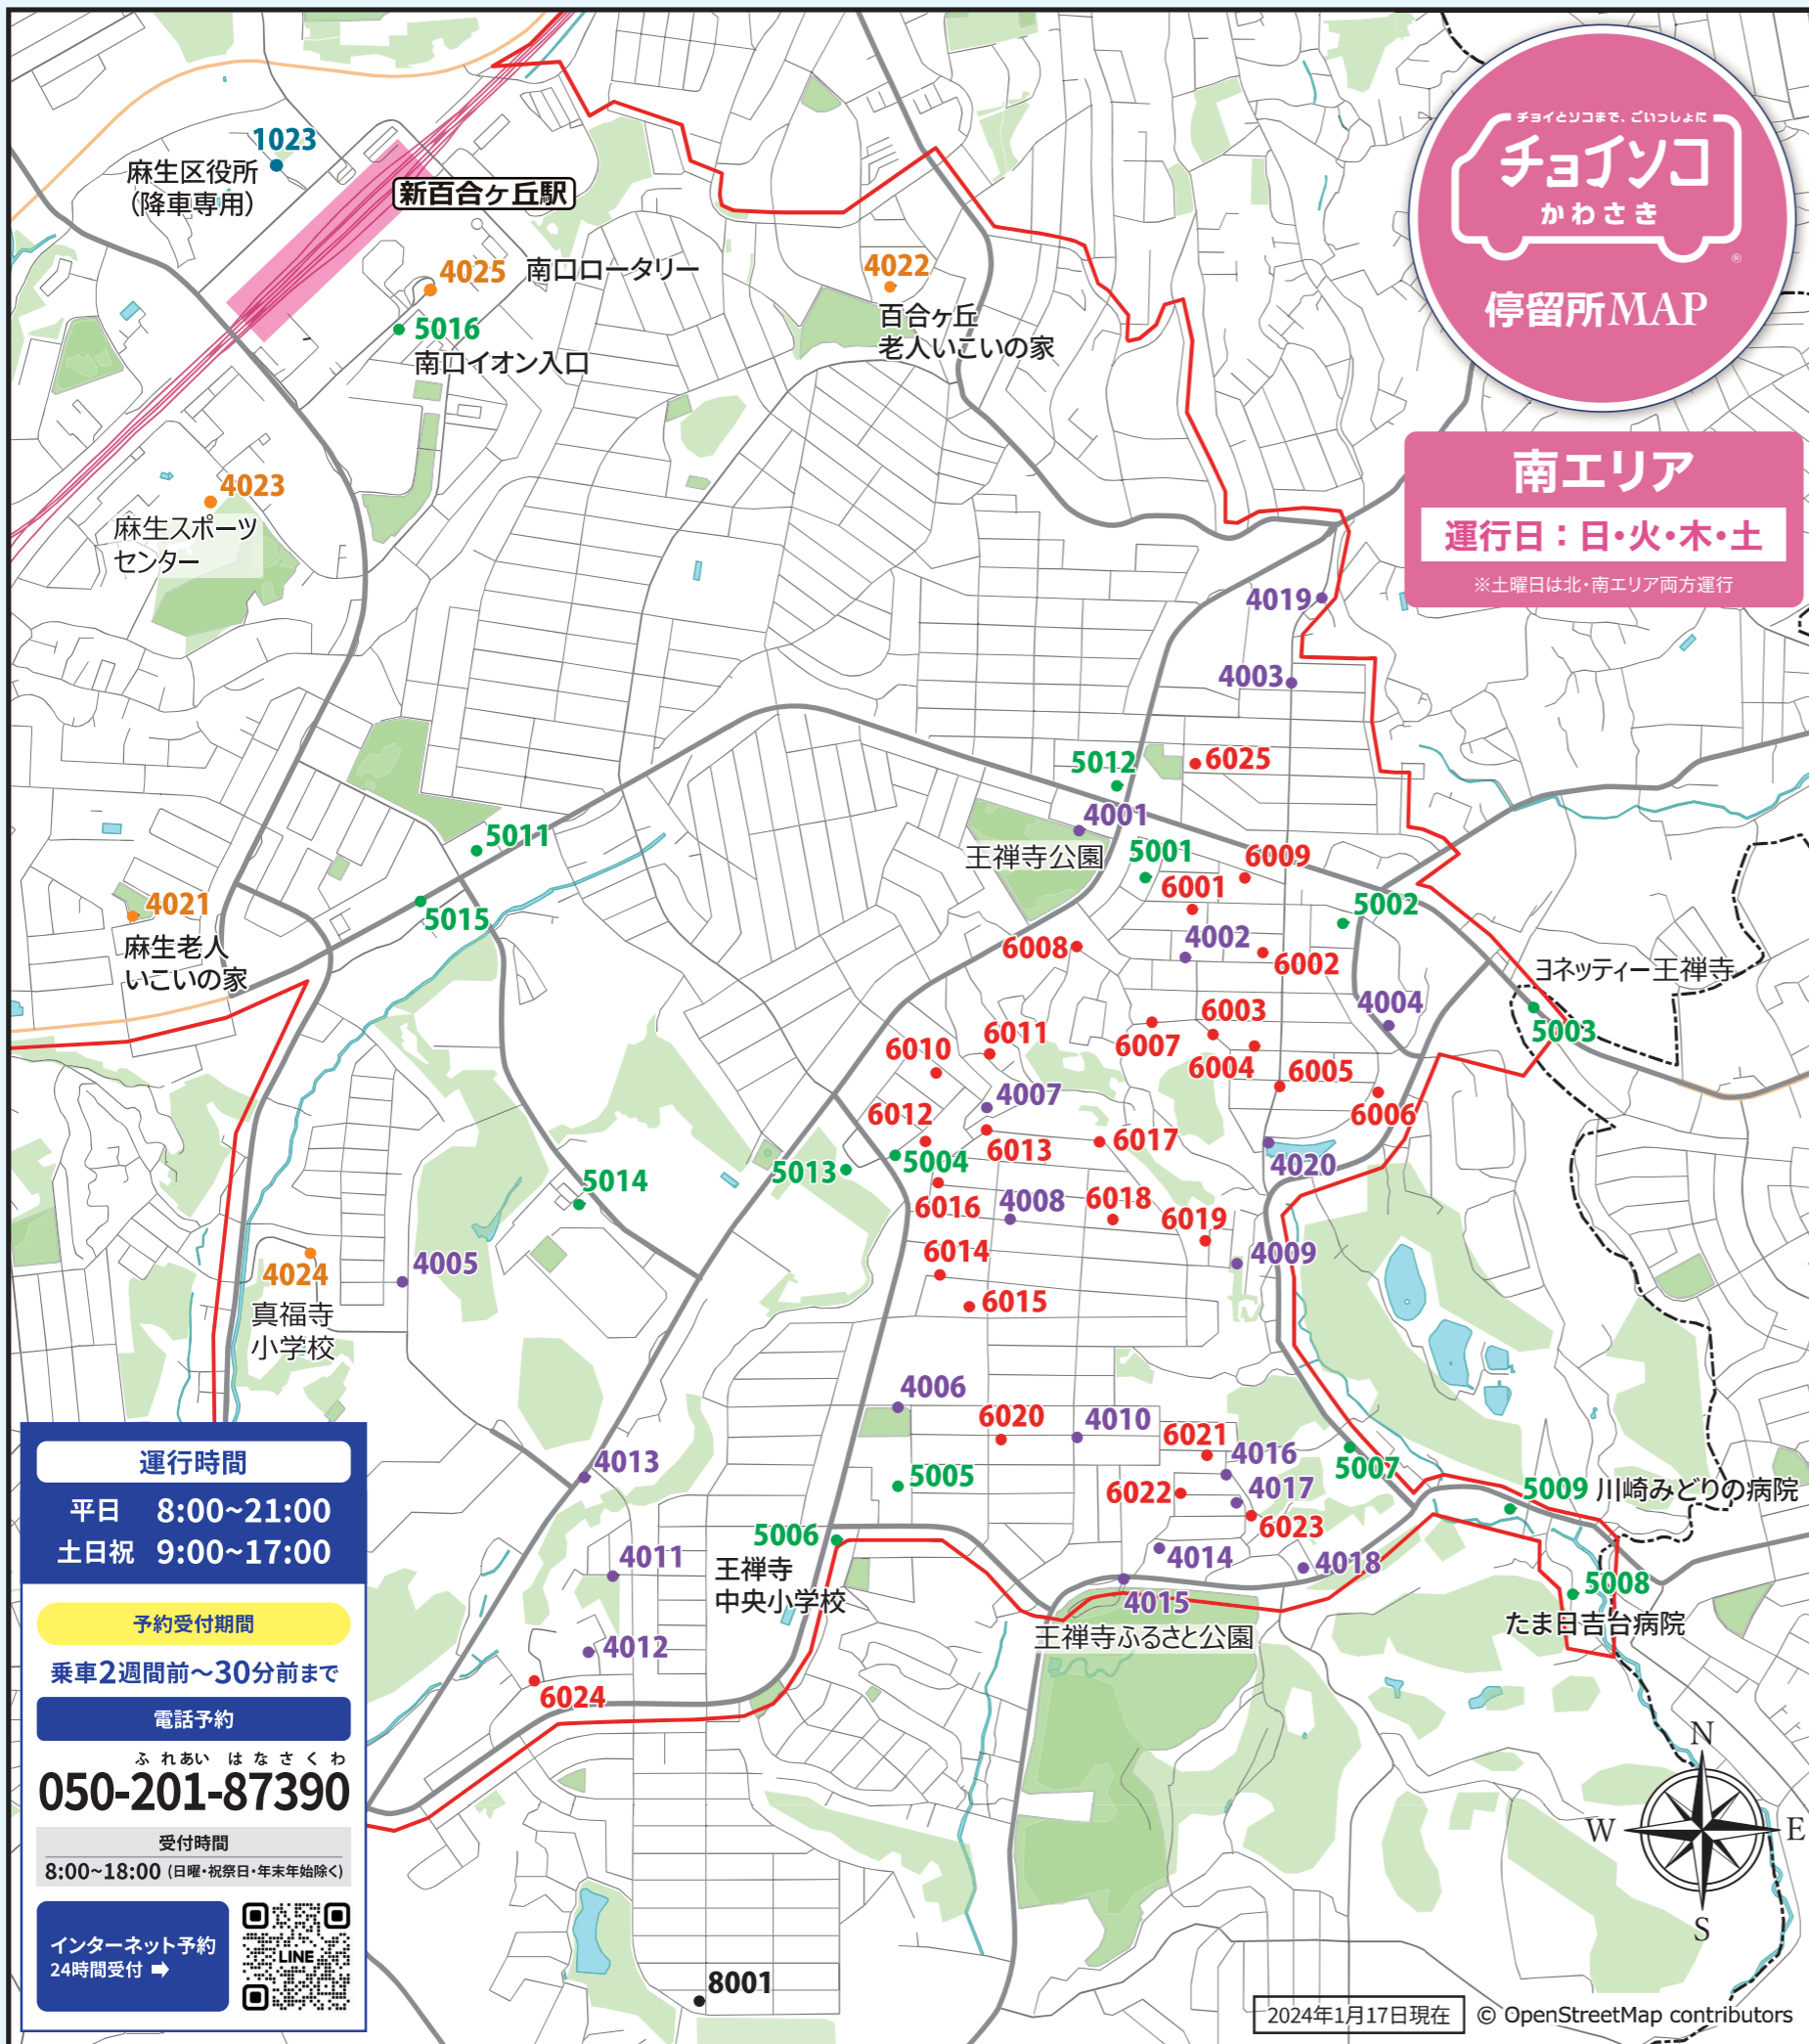 チョイとソコまで、ごいっしょに
チョイソコ
かわさき
®
停留所MAP
南エリア
運行日：日・火・木・土
※土曜日は北・南エリア両方運行
1023
麻生区役所
（降車専用）
新百合ヶ丘駅
4025
南口ロータリー
5016
南口イオン入口
4022
百合ヶ丘
老人いこいの家
4023
麻生スポーツ
センター
4019
4003
5012
6025
4001
王禅寺公園
5001
6009
6001
5011
5015
4021
麻生老人
いこいの家
5002
4002
6008
6002
ヨネッティー王禅寺
4004
5003
6003
6011
6007
6010
6004
6005
4007
6006
6012
6013
6017
5004
5013
4020
5014
6016
4008
6018
6019
4009
6014
4005
4024
真福寺
小学校
6015
4006
6020
4010
6021
4016
5007
4013
5005
6022
4017
5009 川崎みどりの病院
6023
5006
王禅寺
中央小学校
4011
4014
4018
5008
たま日吉台病院
4015
王禅寺ふるさと公園
4012
6024
8001
運行時間
平日 8:00~21:00
土日祝 9:00~17:00
予約受付期間
乗車2週間前～30分前まで
電話予約
ふ れあい は な さ く わ
050-201-87390
受付時間
8:00~18:00 (日曜・祝祭日・年末年始除く)
インターネット予約
24時間受付 ➡
LINE
N
W
E
S
2024年1月17日現在
© OpenStreetMap contributors